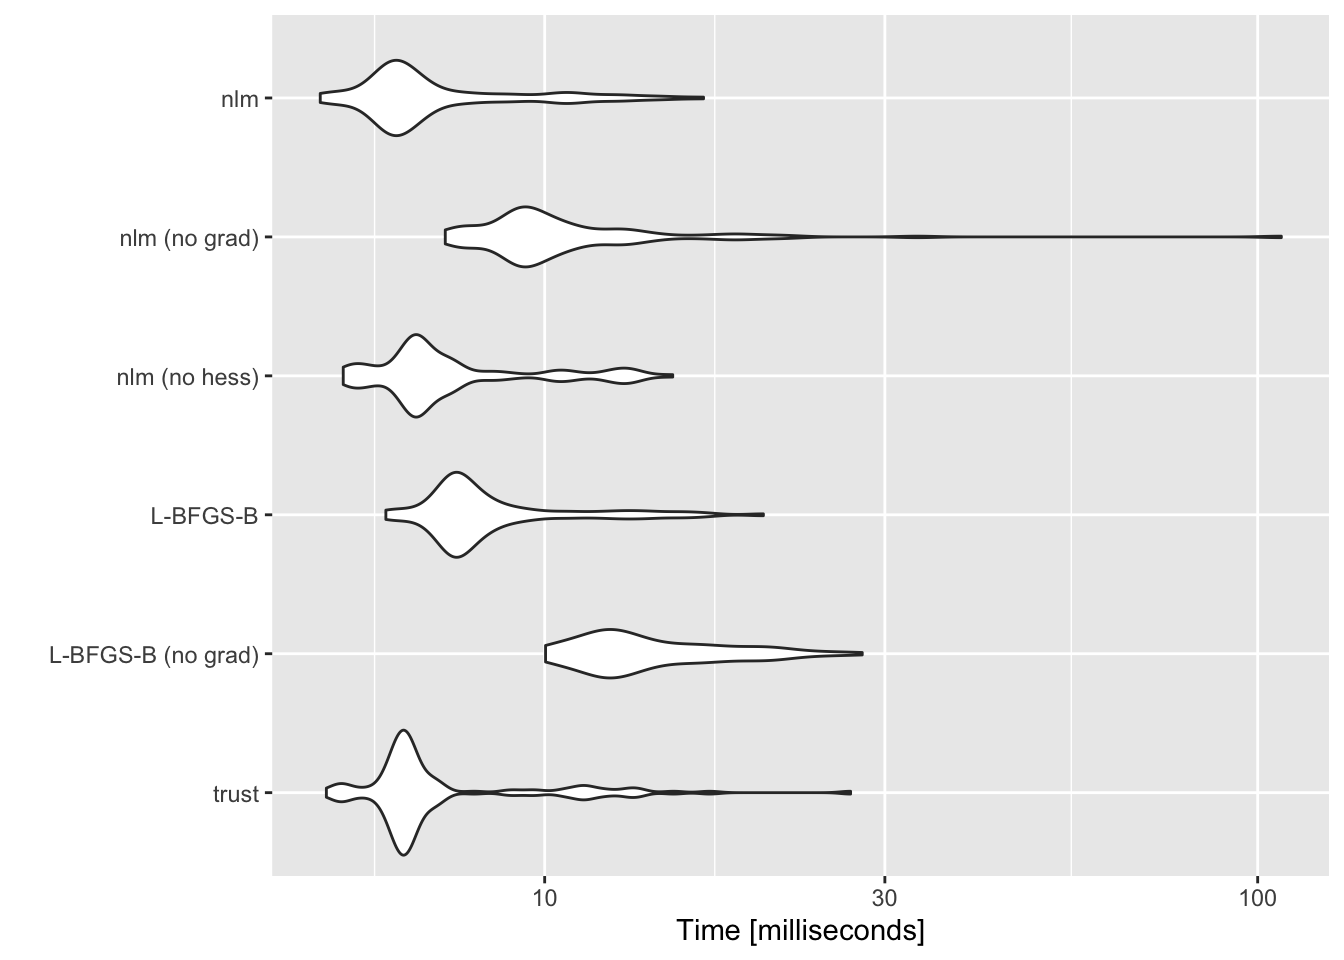 nlm
nlm (no grad)
nlm (no hess)
L-BFGS-B
L-BFGS-B (no grad)
trust
10 30 100
Time [milliseconds]